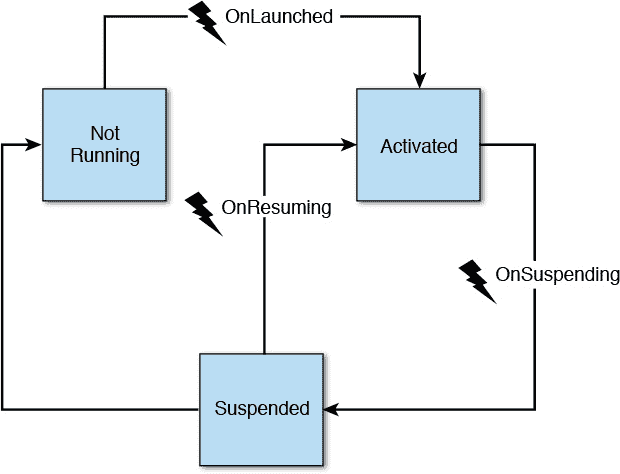 OnLaunched
Not
Running
Activated
OnResuming
OnSuspending
Suspended